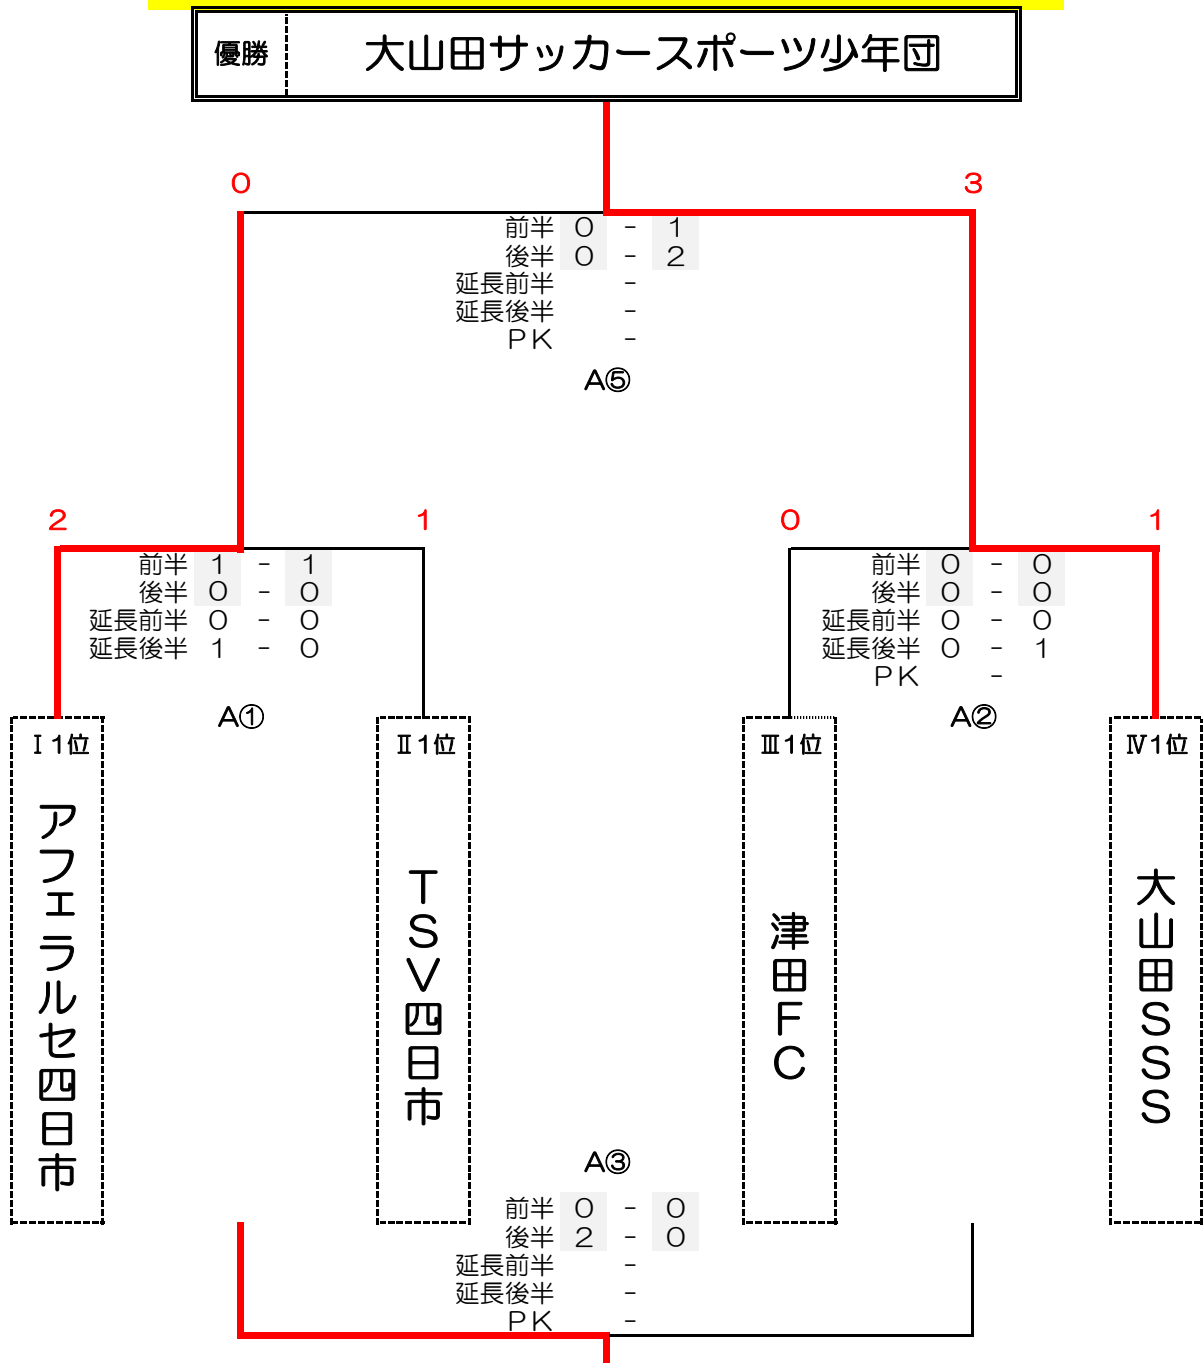 優勝 大山田サッカースポーツ少年団
0 3
前半 0 - 1
後半 0 - 2
延長前半 -
延長後半 -
PK -
A⑤
2 1 0 1
前半 1 - 1
後半 0 - 0
延長前半 0 - 0
延長後半 1 - 0
A①
前半 0 - 0
後半 0 - 0
延長前半 0 - 0
延長後半 0 - 1
PK -
A②
Ⅰ1位
アフェラルセ四日市
Ⅱ1位
TSV四日市
Ⅲ1位
津田FC
Ⅳ1位
大山田SSS
A③
前半 0 - 0
後半 2 - 0
延長前半 -
延長後半 -
PK -